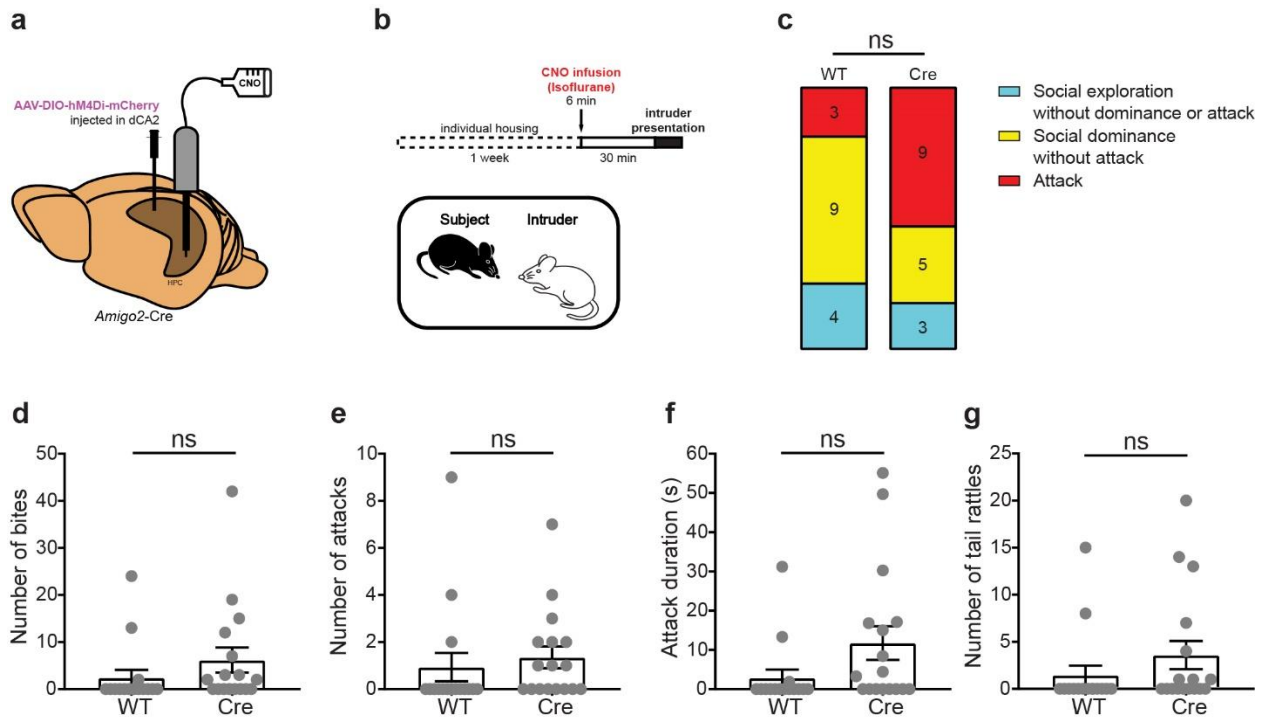 a
CNO
AAV-DIO-hM4Di-mCherry
injected in dCA2
HPC
Amigo2-Cre
b
CNO infusion
(Isoflurane)
6 min
intruder
presentation
individual housing
1 week
30 min
Subject
Intruder
c
ns
WT
Cre
3
9
9
5
4
3
Social exploration
without dominance or attack
Social dominance
without attack
Attack
d
ns
Number of bites
50
40
30
20
10
0
WT
Cre
e
ns
Number of attacks
10
8
6
4
2
0
WT
Cre
f
ns
Attack duration (s)
60
50
40
30
20
10
0
WT
Cre
g
ns
Number of tail rattles
25
20
15
10
5
0
WT
Cre